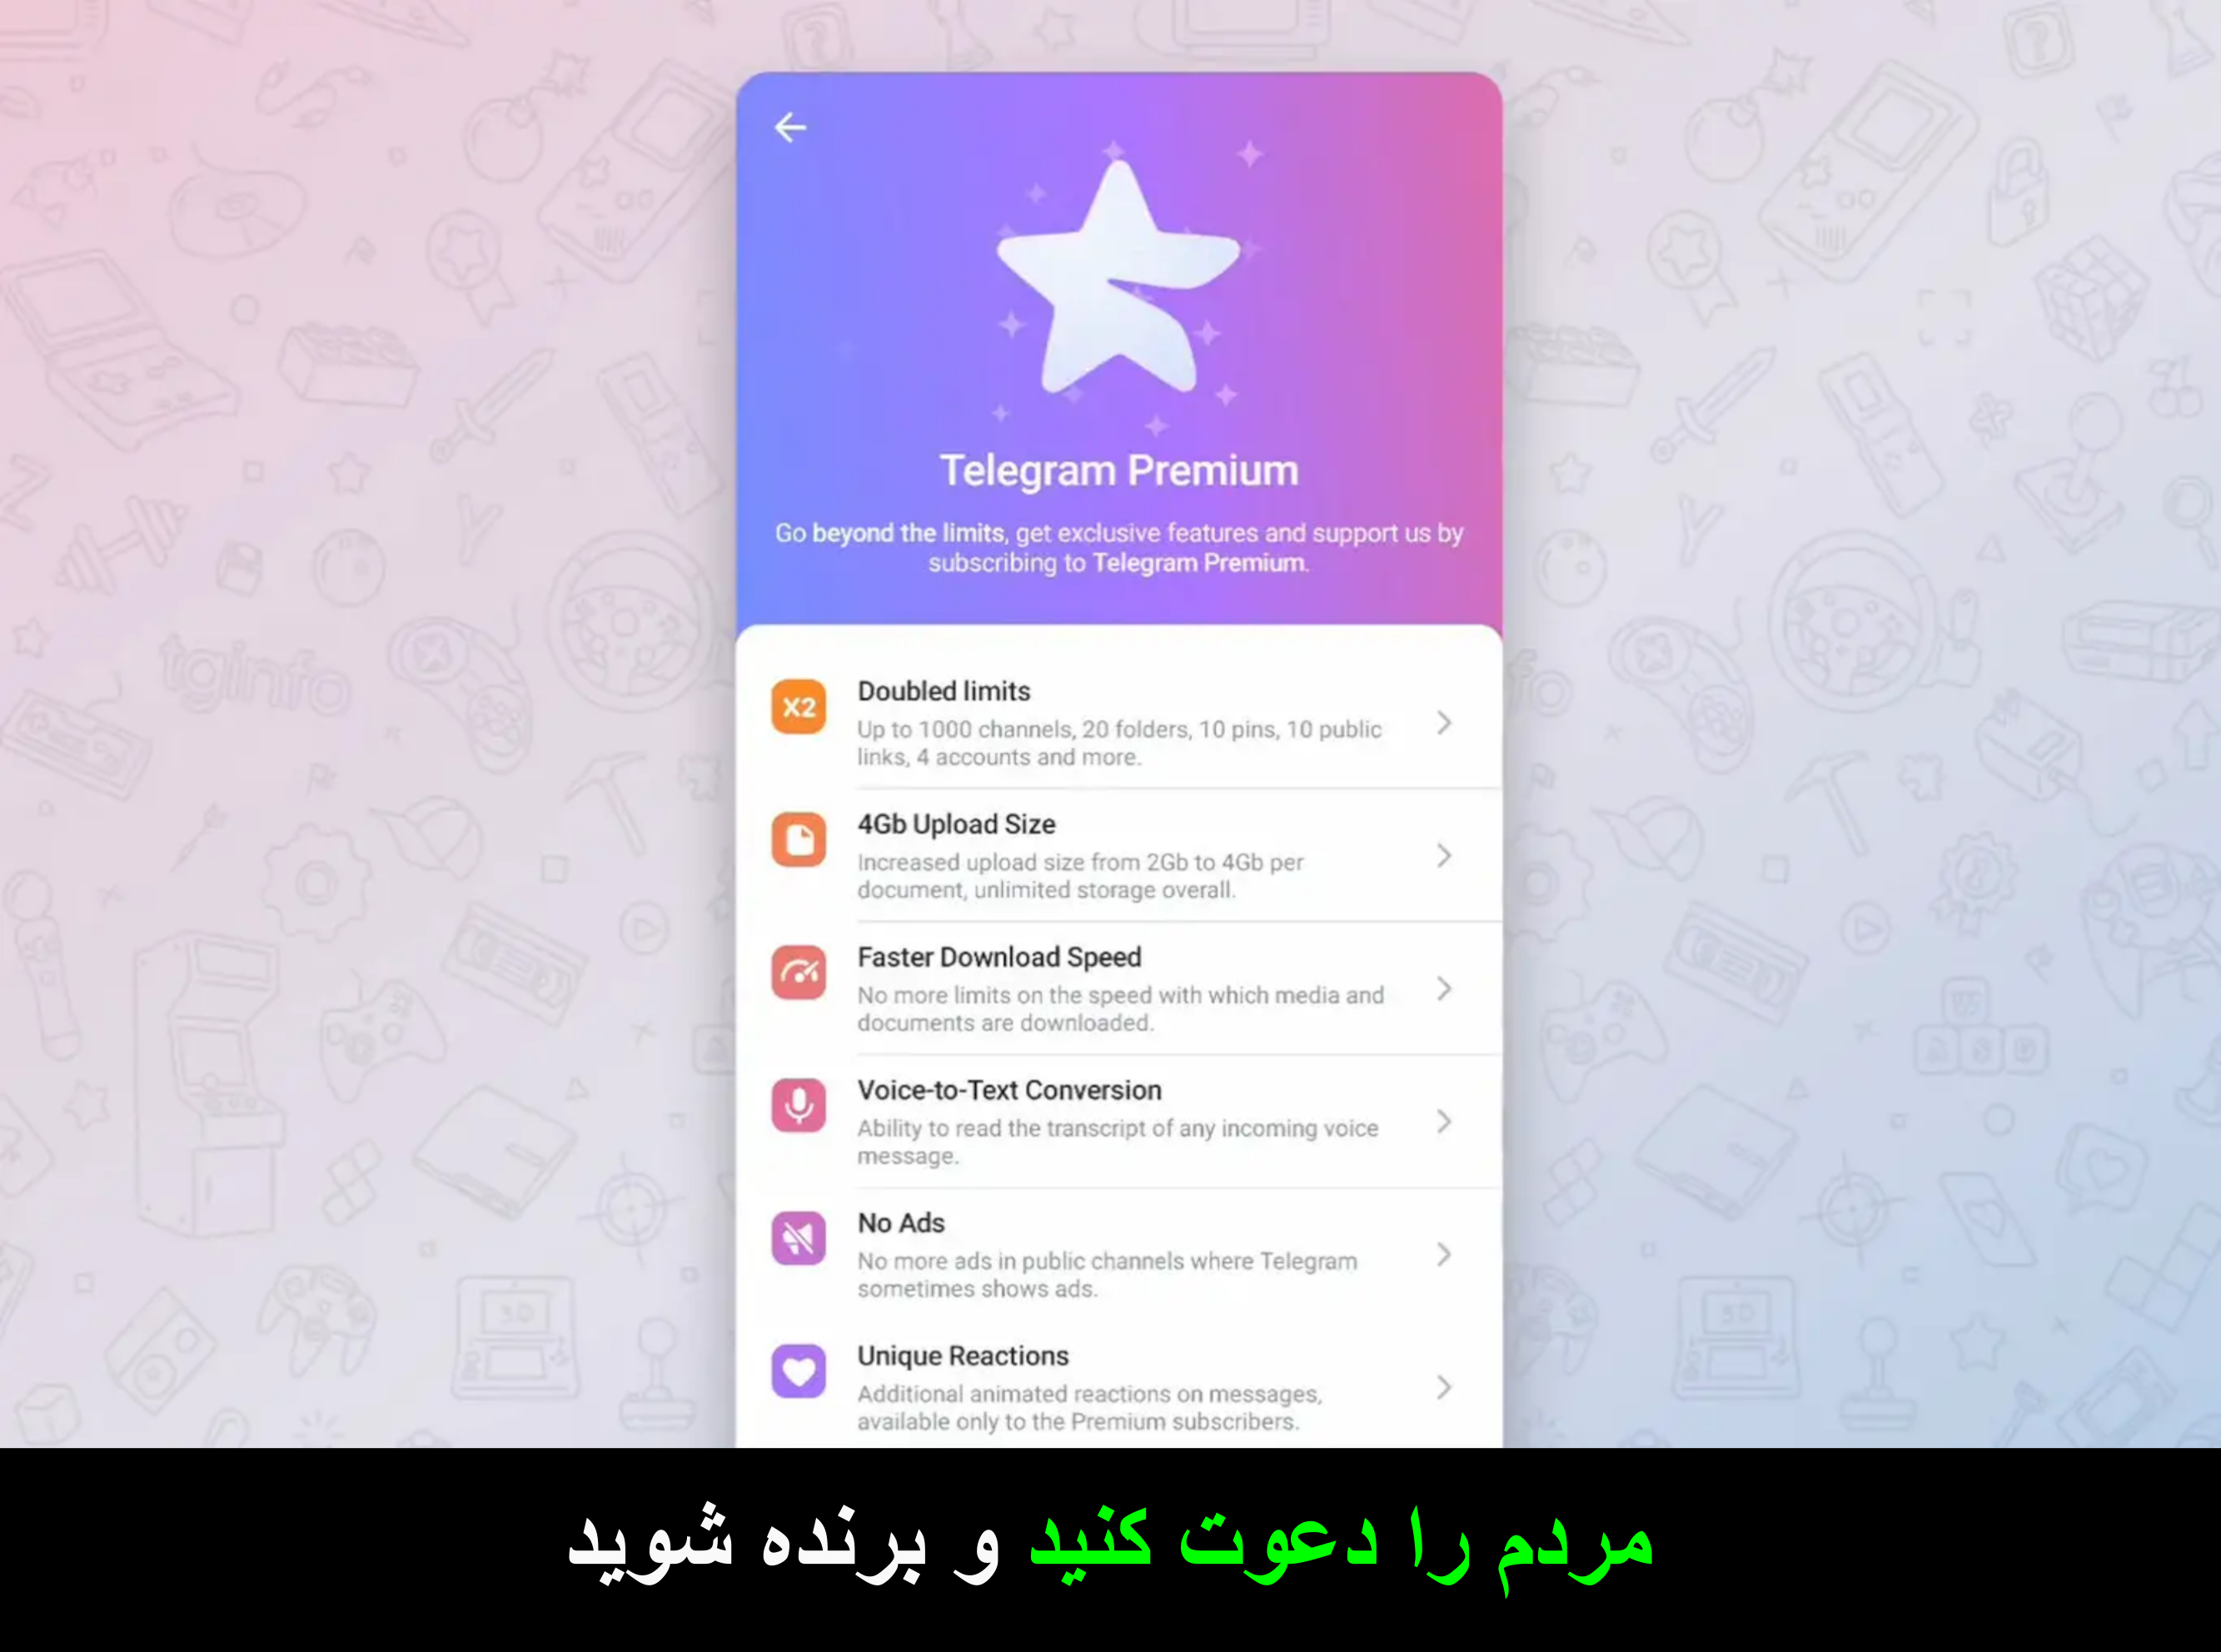 Telegram Premium
Go beyond the limits, get exclusive features and support us by
subscribing to Telegram Premium.
X2
Doubled limits
Up to 1000 channels, 20 folders, 10 pins, 10 public
links, 4 accounts and more.
4Gb Upload Size
Increased upload size from 2Gb to 4Gb per
document, unlimited storage overall.
Faster Download Speed
No more limits on the speed with which media and
documents are downloaded.
Voice-to-Text Conversion
Ability to read the transcript of any incoming voice
message.
No Ads
No more ads in public channels where Telegram
sometimes shows ads.
Unique Reactions
Additional animated reactions on messages,
available only to the Premium subscribers.
tginfo
مردم را دعوت کنید و برنده شوید